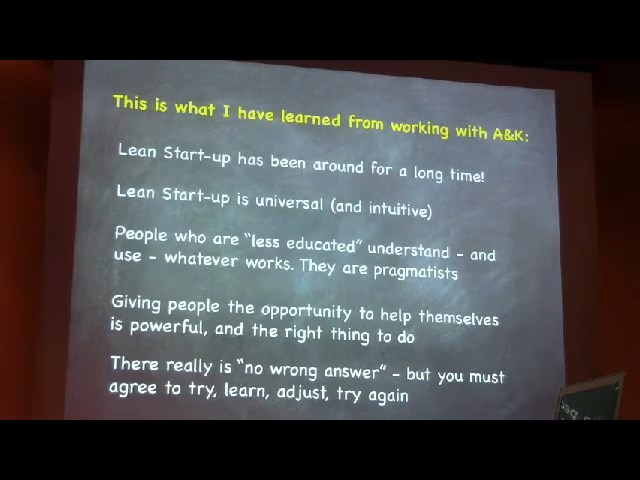 This is what I have learned from working with A&K:
Lean Start-up has been around for a long time!
Lean Start-up is universal (and intuitive)
People who are "less educated" understand - and
use - whatever works. They are pragmatists
Giving people the opportunity to help themselves
is powerful, and the right thing to do
There really is "no wrong answer" - but you must
agree to try, learn, adjust, try again